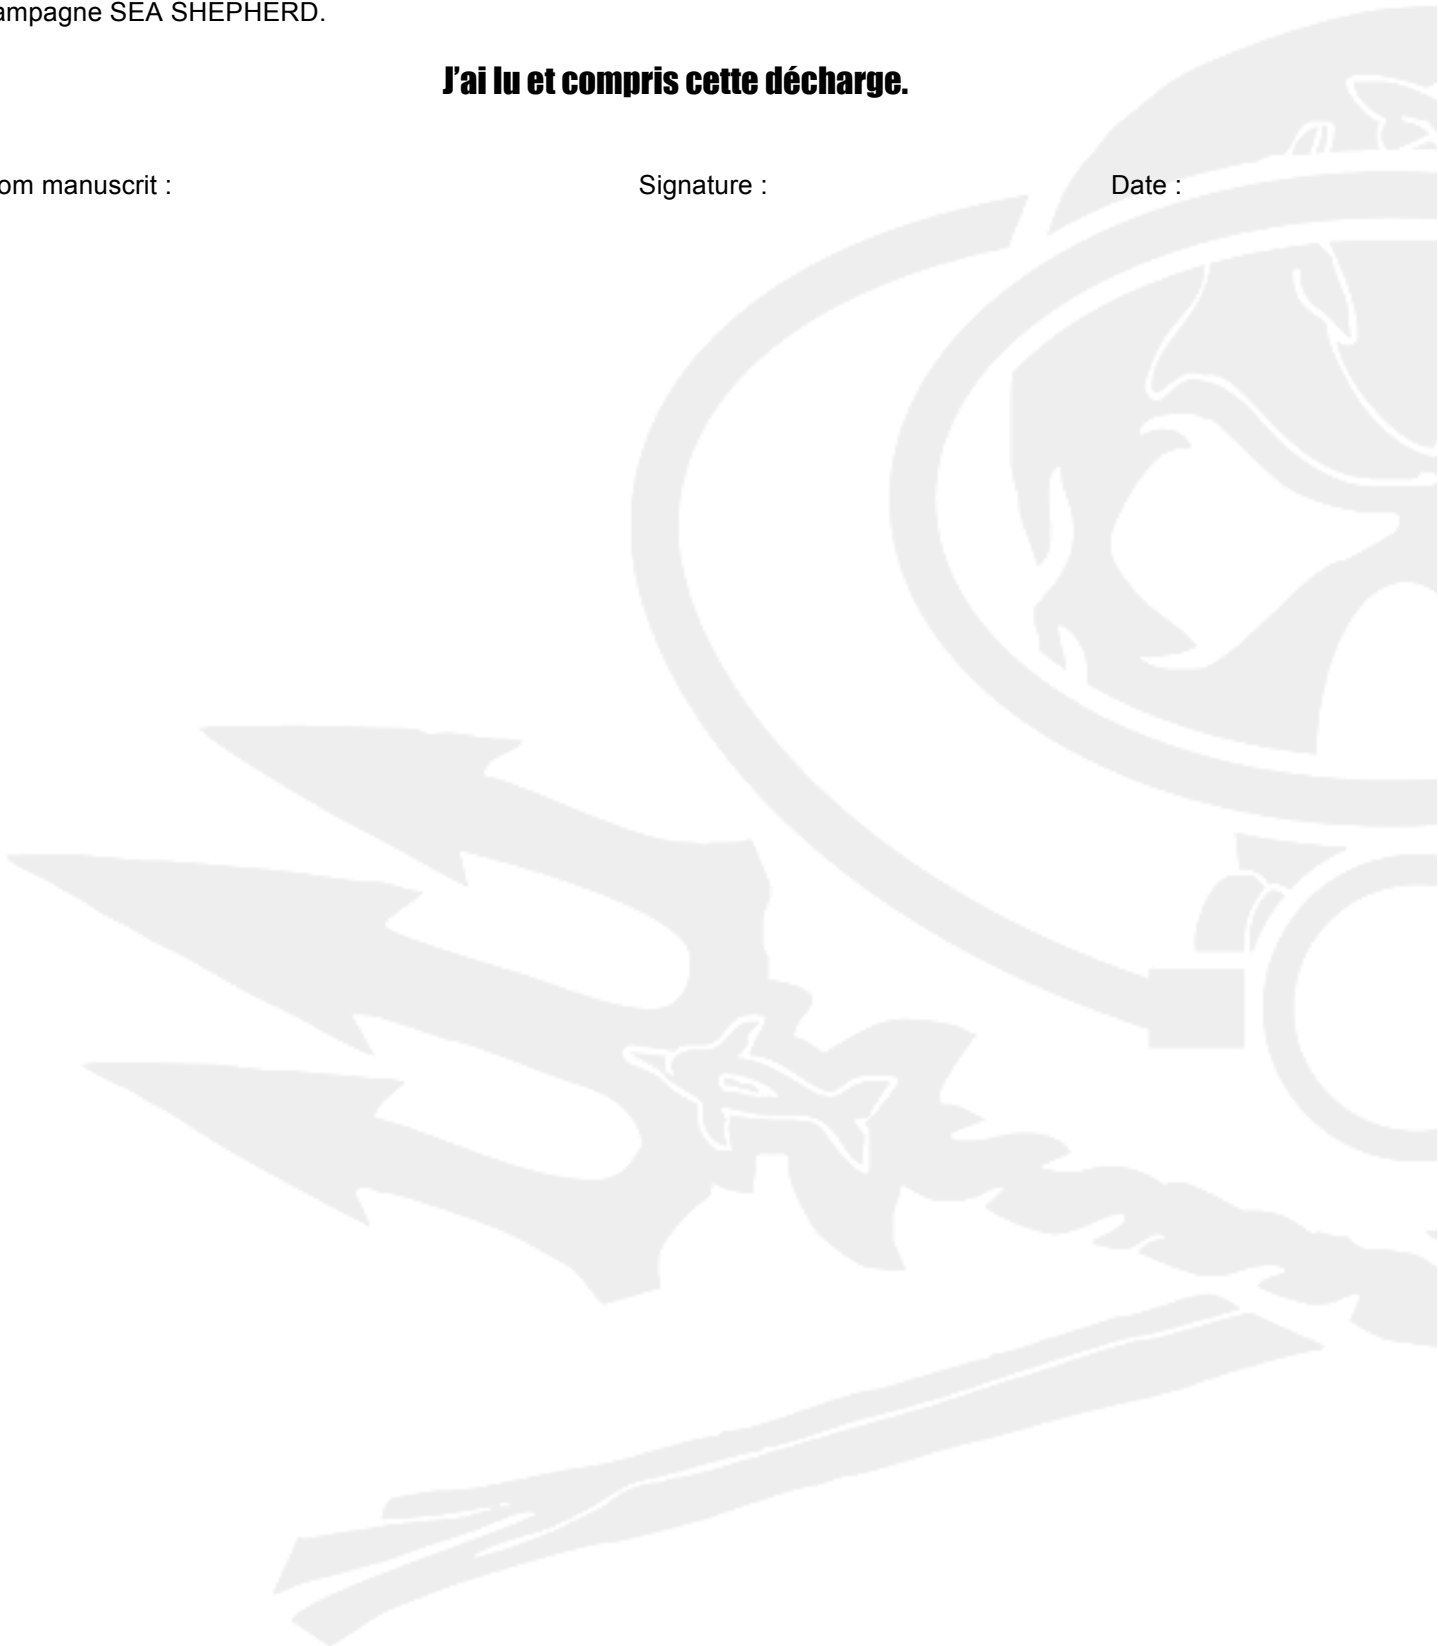 ampagne SEA SHEPHERD.
J'ai lu et compris cette décharge.
om manuscrit :
Signature :
Date :